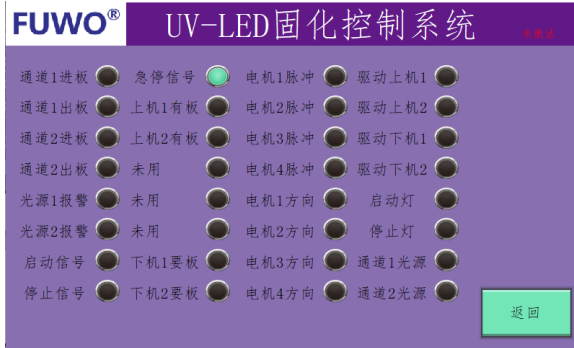 FUWO®
UV-LED固化控制系统
未激活
通道1进板 急停信号 电机1脉冲 驱动上机1
通道1出板 上机1有板 电机2脉冲 驱动上机2
通道2进板 上机2有板 电机3脉冲 驱动下机1
通道2出板 未用 电机4脉冲 驱动下机2
光源1报警 未用 电机1方向 启动灯
光源2报警 未用 电机2方向 停止灯
启动信号 下机1要板 电机3方向 通道1光源
停止信号 下机2要板 电机4方向 通道2光源
返回